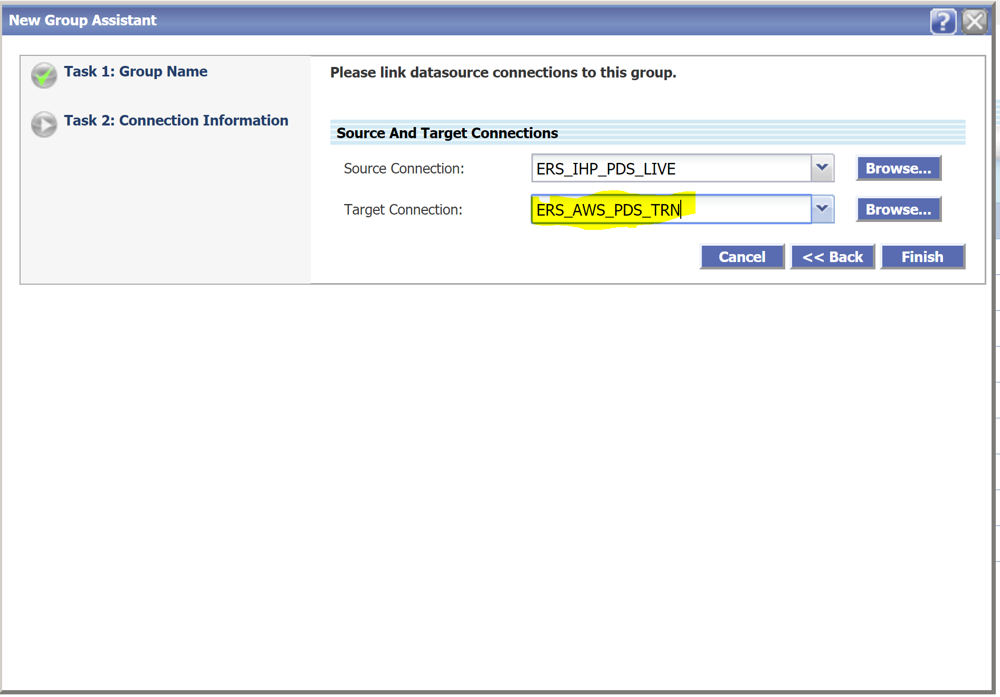 New Group Assistant
Task 1: Group Name
Task 2: Connection Information
Please link datasource connections to this group.
Source And Target Connections
Source Connection: ERS_IHP_PDS_LIVE Browse...
Target Connection: ERS_AWS_PDS_TRN Browse...
Cancel << Back Finish